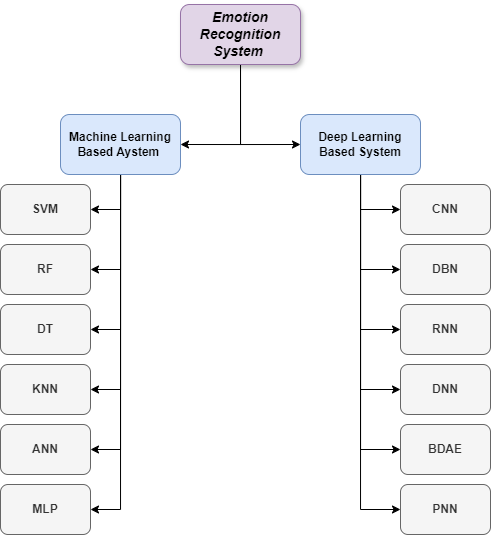 Emotion
Recognition
System
Machine Learning
Based Aystem
Deep Learning
Based System
SVM
RF
DT
KNN
ANN
MLP
CNN
DBN
RNN
DNN
BDAE
PNN